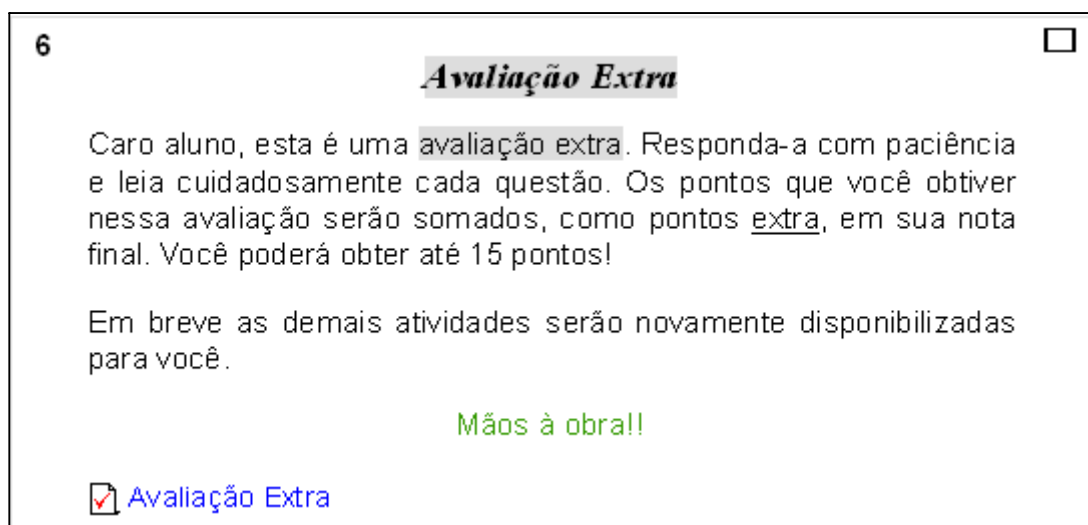 6
Avaliação Extra
Caro aluno, esta é uma avaliação extra. Responda-a com paciência
e leia cuidadosamente cada questão. Os pontos que você obtiver
nessa avaliação serão somados, como pontos extra, em sua nota
final. Você poderá obter até 15 pontos!
Em breve as demais atividades serão novamente disponibilizadas
para você.
Mãos à obra!!
Avaliação Extra